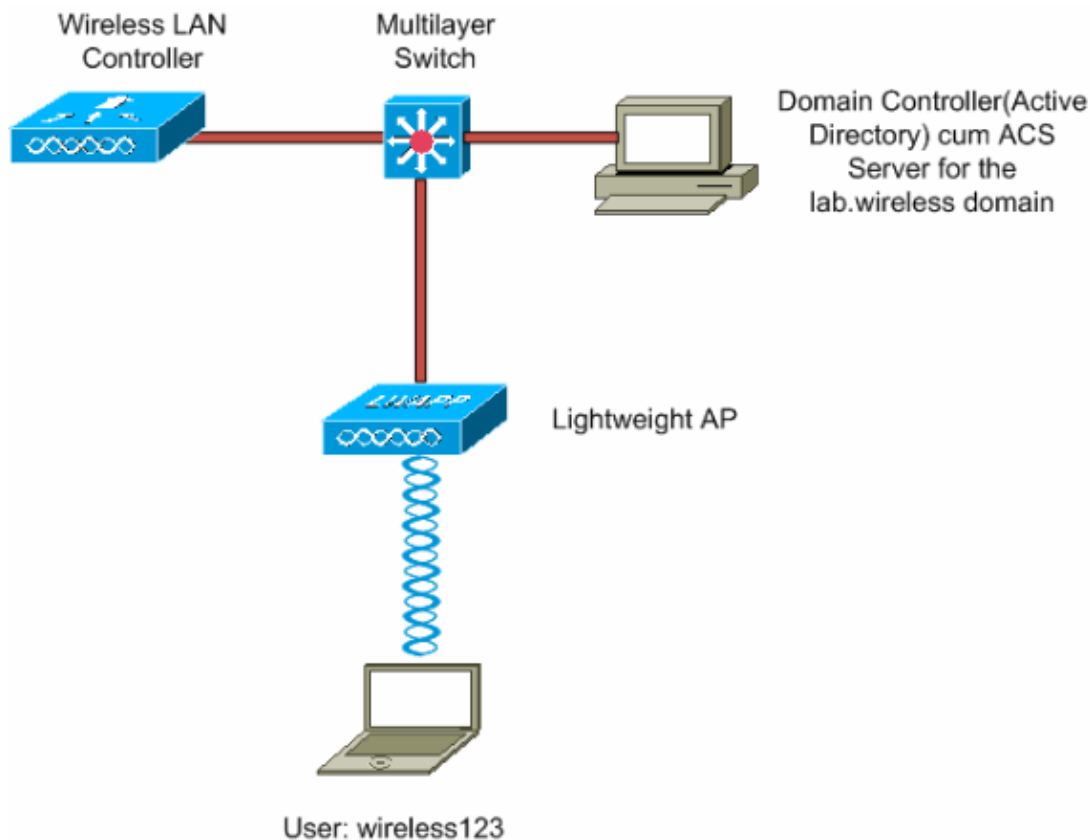 Wireless LAN
Controller
Multilayer
Switch
Domain Controller(Active
Directory) cum ACS
Server for the
lab.wireless domain
LWAPP
Lightweight AP
User: wireless123